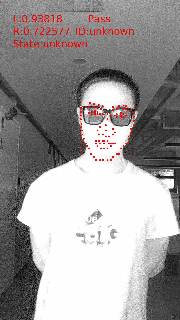 L:0.93818 Pass
R:0.722577 ID:unknown
State:unknown